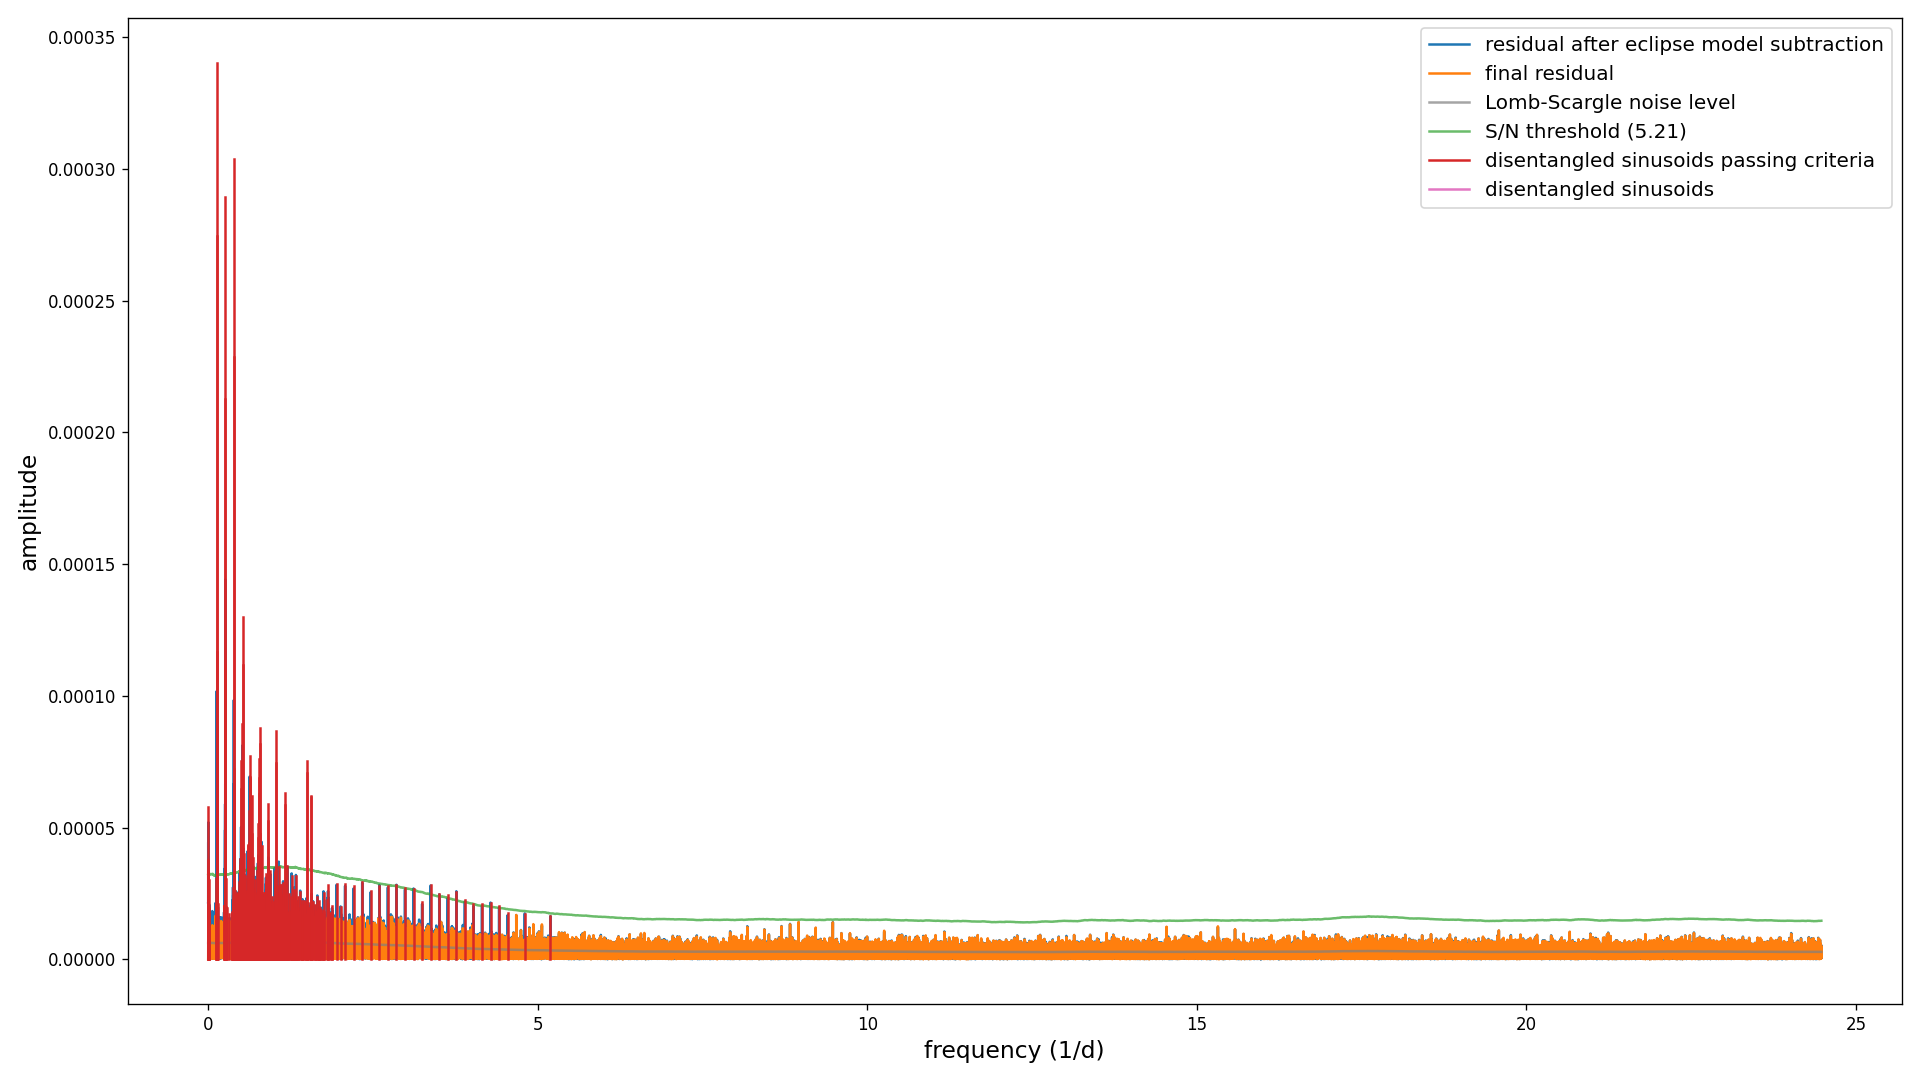 0.00035
0.00030
0.00025
0.00020
0.00015
0.00010
0.00005
0.00000
amplitude
0
5
10
15
20
25
frequency (1/d)
residual after eclipse model subtraction
final residual
Lomb-Scargle noise level
S/N threshold (5.21)
disentangled sinusoids passing criteria
disentangled sinusoids